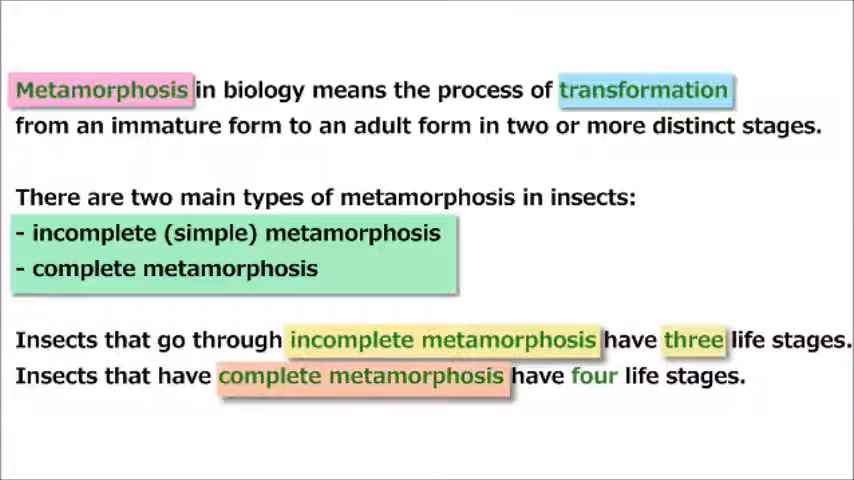 Metamorphosis in biology means the process of transformation
from an immature form to an adult form in two or more distinct stages.
There are two main types of metamorphosis in insects:
- incomplete (simple) metamorphosis
- complete metamorphosis
Insects that go through incomplete metamorphosis have three life stages.
Insects that have complete metamorphosis have four life stages.